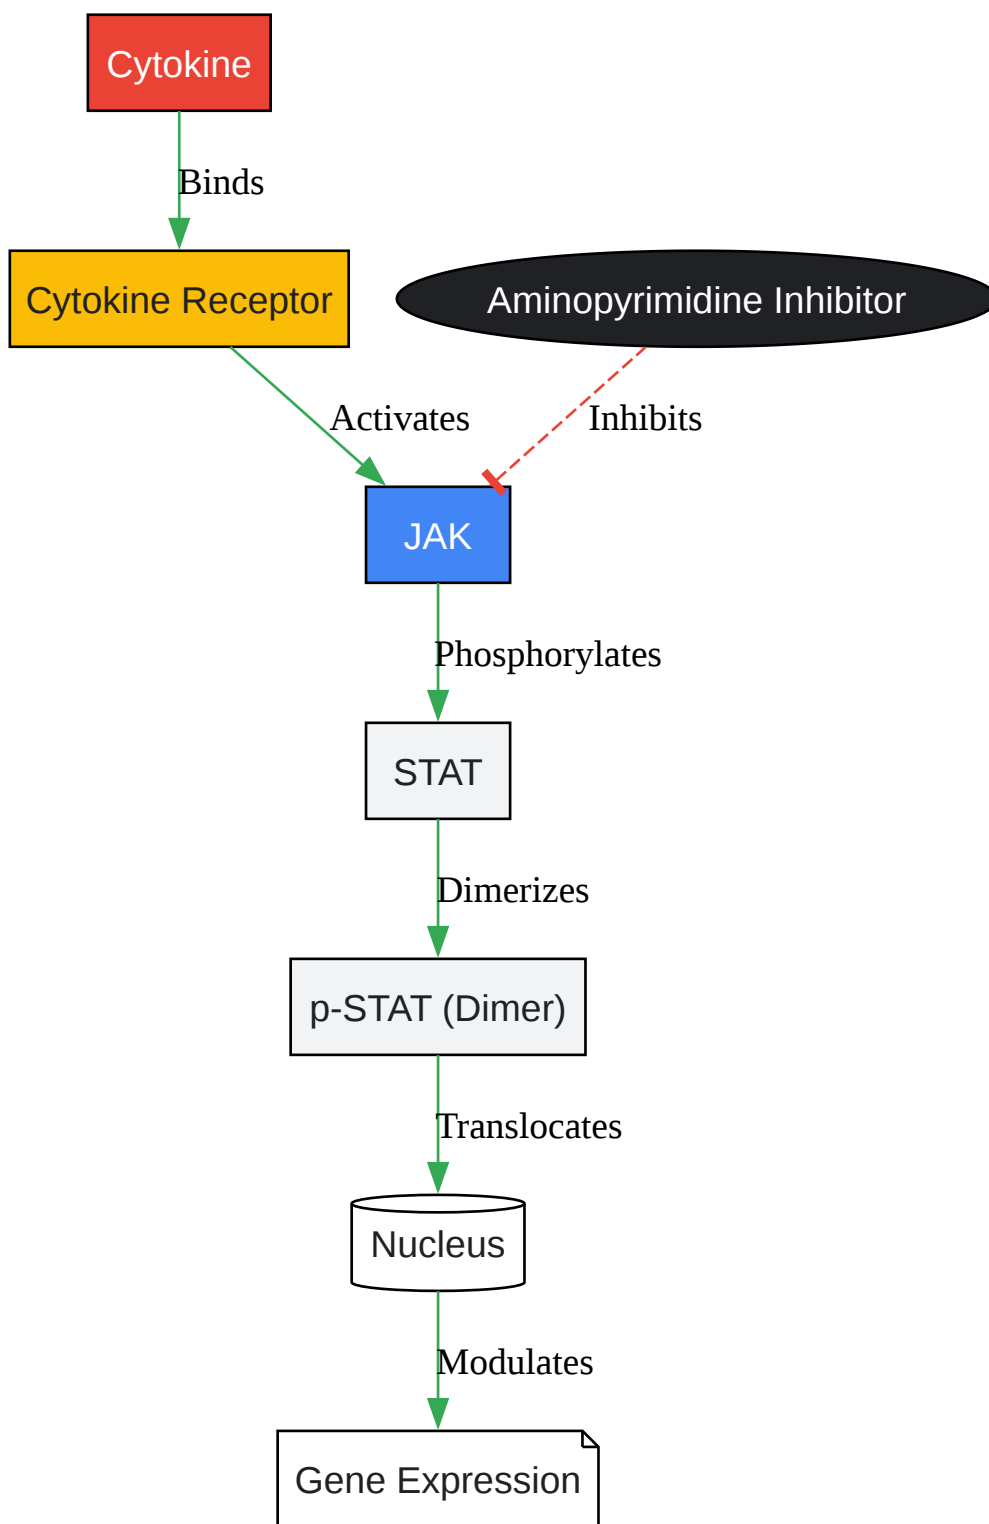 Cytokine
Binds
Cytokine Receptor
Aminopyrimidine Inhibitor
Activates
Inhibits
JAK
Phosphorylates
STAT
Dimerizes
p-STAT (Dimer)
Translocates
Nucleus
Modulates
Gene Expression